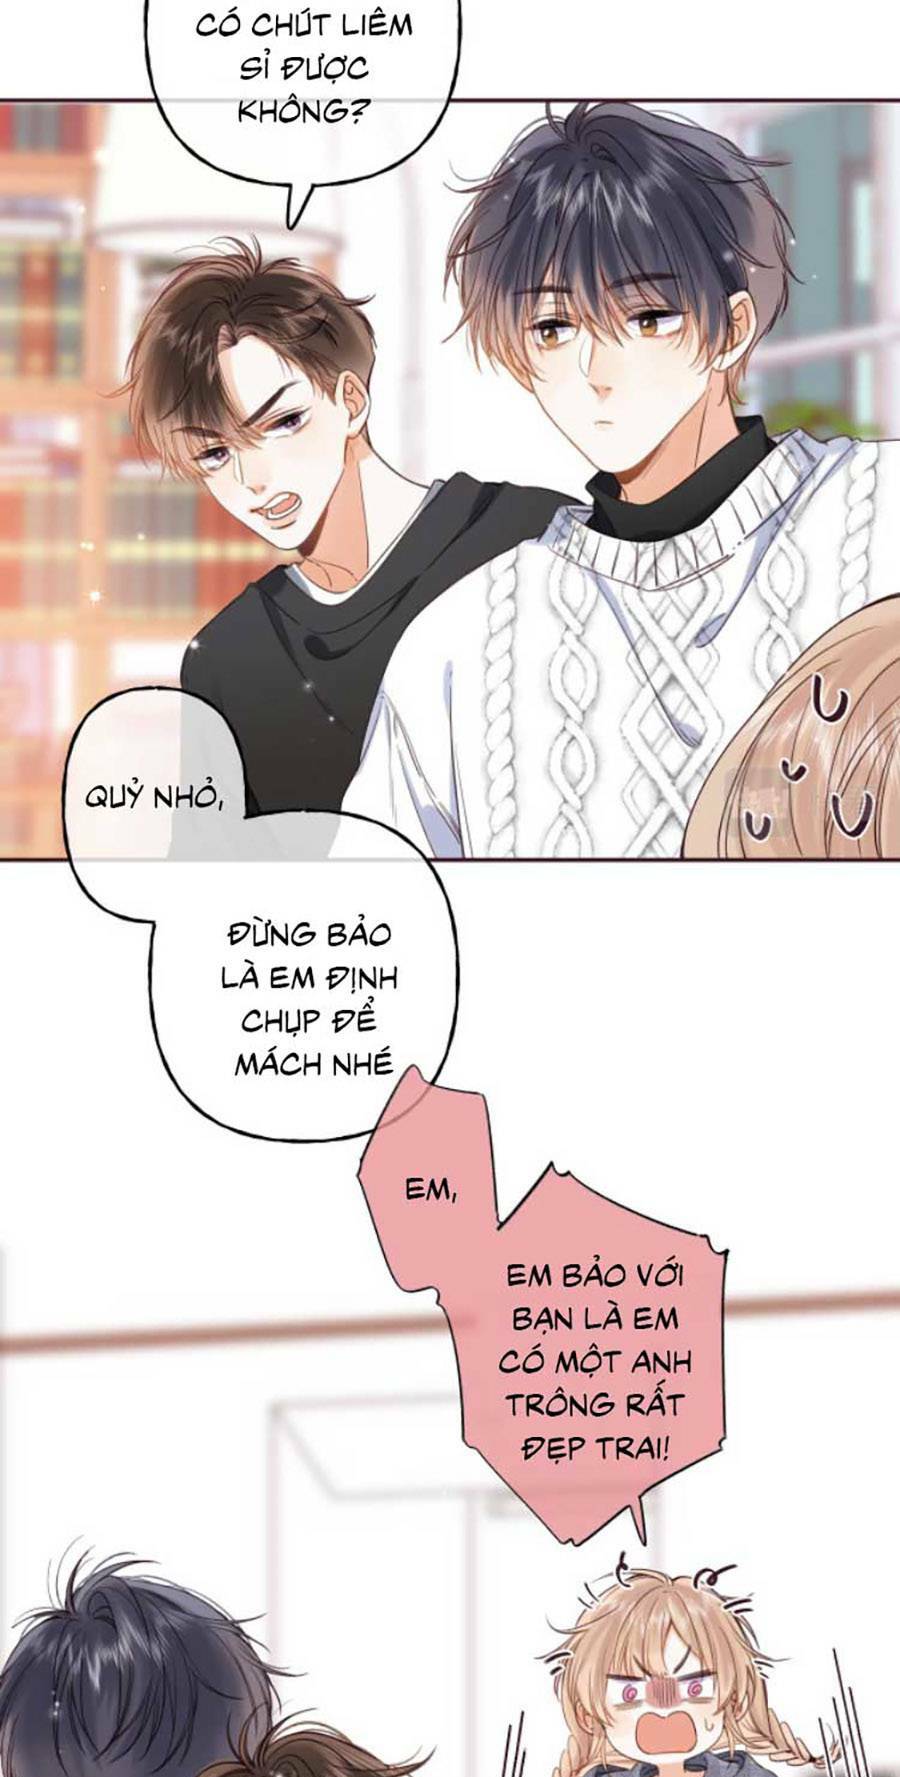 CÓ CHÚT LIÊM
SỈ ĐƯỢC
KHÔNG?
QUỶ NHỎ,
ĐỪNG BẢO
LÀ EM ĐỊNH
CHỤP ĐỂ
MÁCH NHÉ
EM,
EM BẢO VỚI
BẠN LÀ EM
CÓ MỘT ANH
TRÔNG RẤT
ĐẸP TRAI!